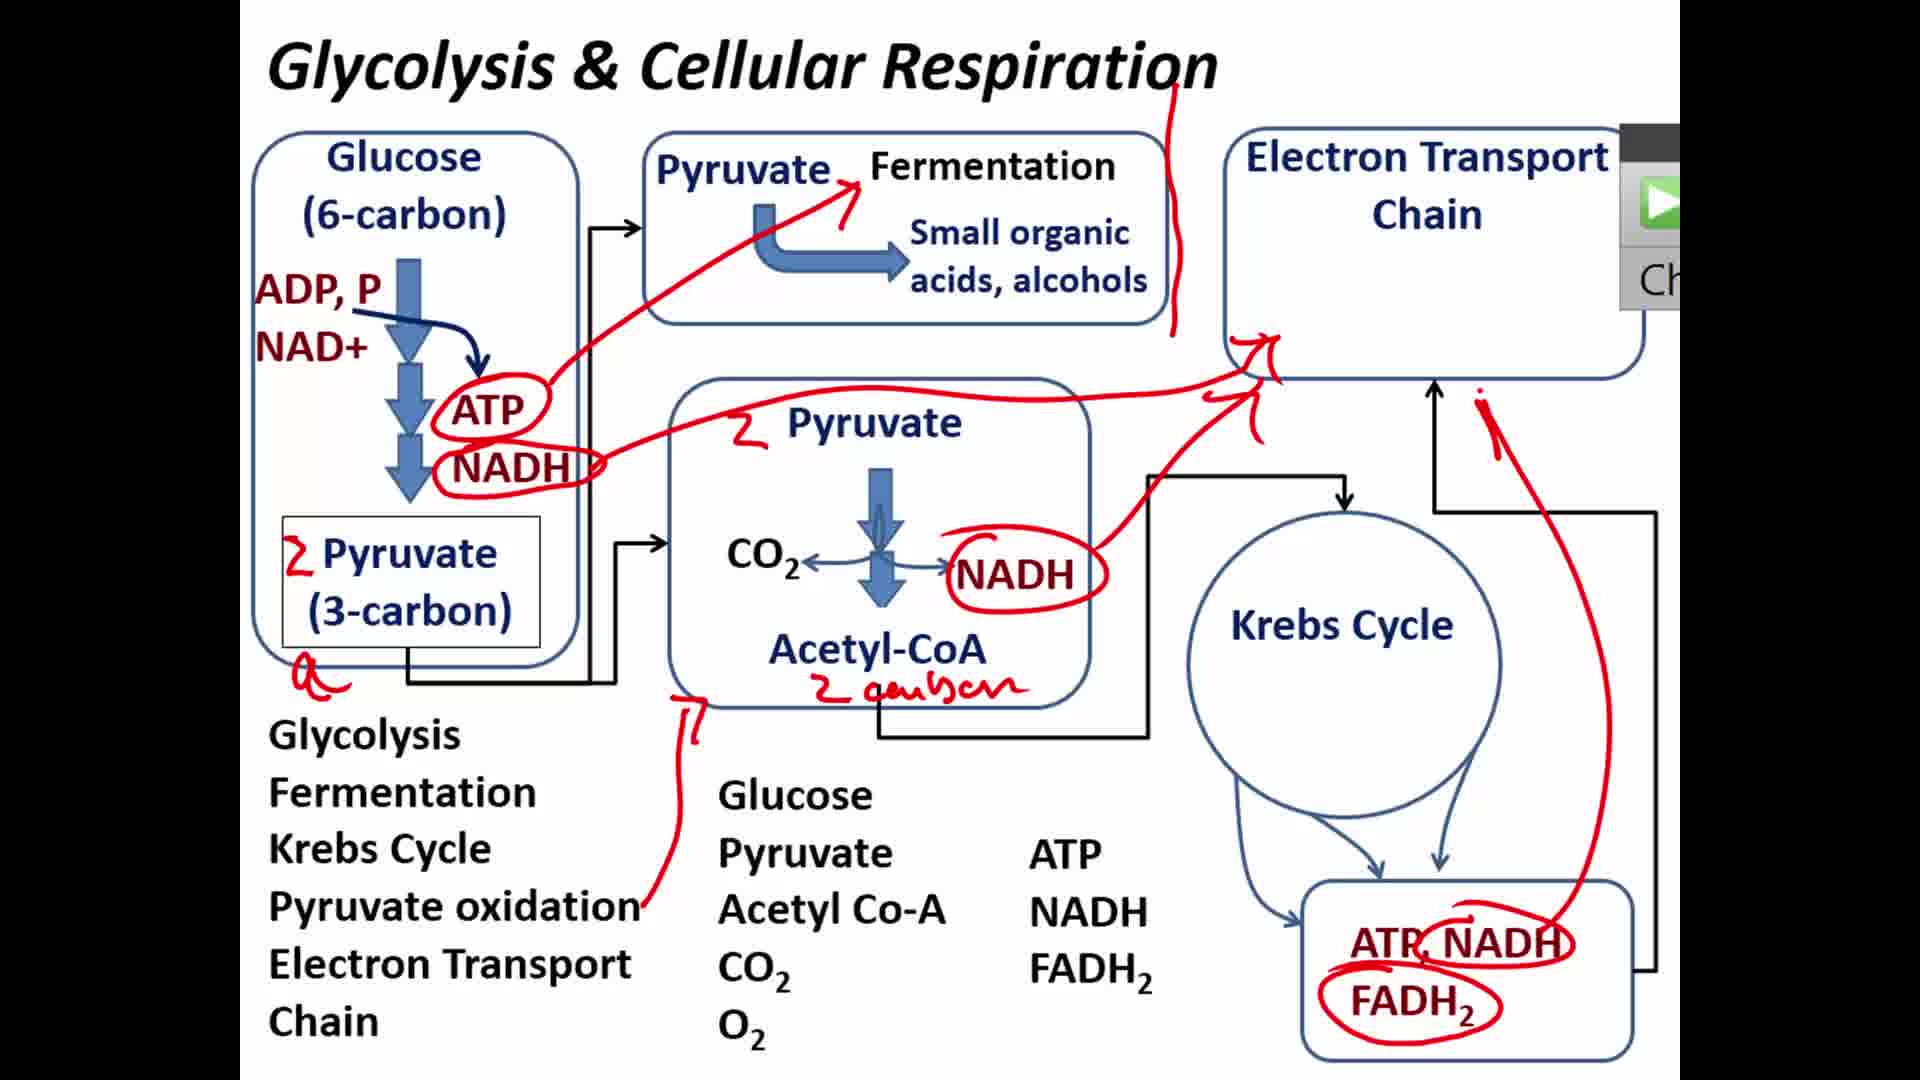 Glycolysis & Cellular Respiration
Glucose
(6-carbon)
ADP, P
NAD+
ATP
NADH
2 Pyruvate
(3-carbon)
Pyruvate
Fermentation
Small organic
acids, alcohols
2 Pyruvate
CO₂
NADH
Acetyl-CoA
2 carbon
Electron Transport
Chain
Ch
Krebs Cycle
ATP, NADH
FADH₂
Glycolysis
Fermentation
Krebs Cycle
Pyruvate oxidation
Electron Transport
Chain
Glucose
Pyruvate
Acetyl Co-A
CO₂
O₂
ATP
NADH
FADH₂